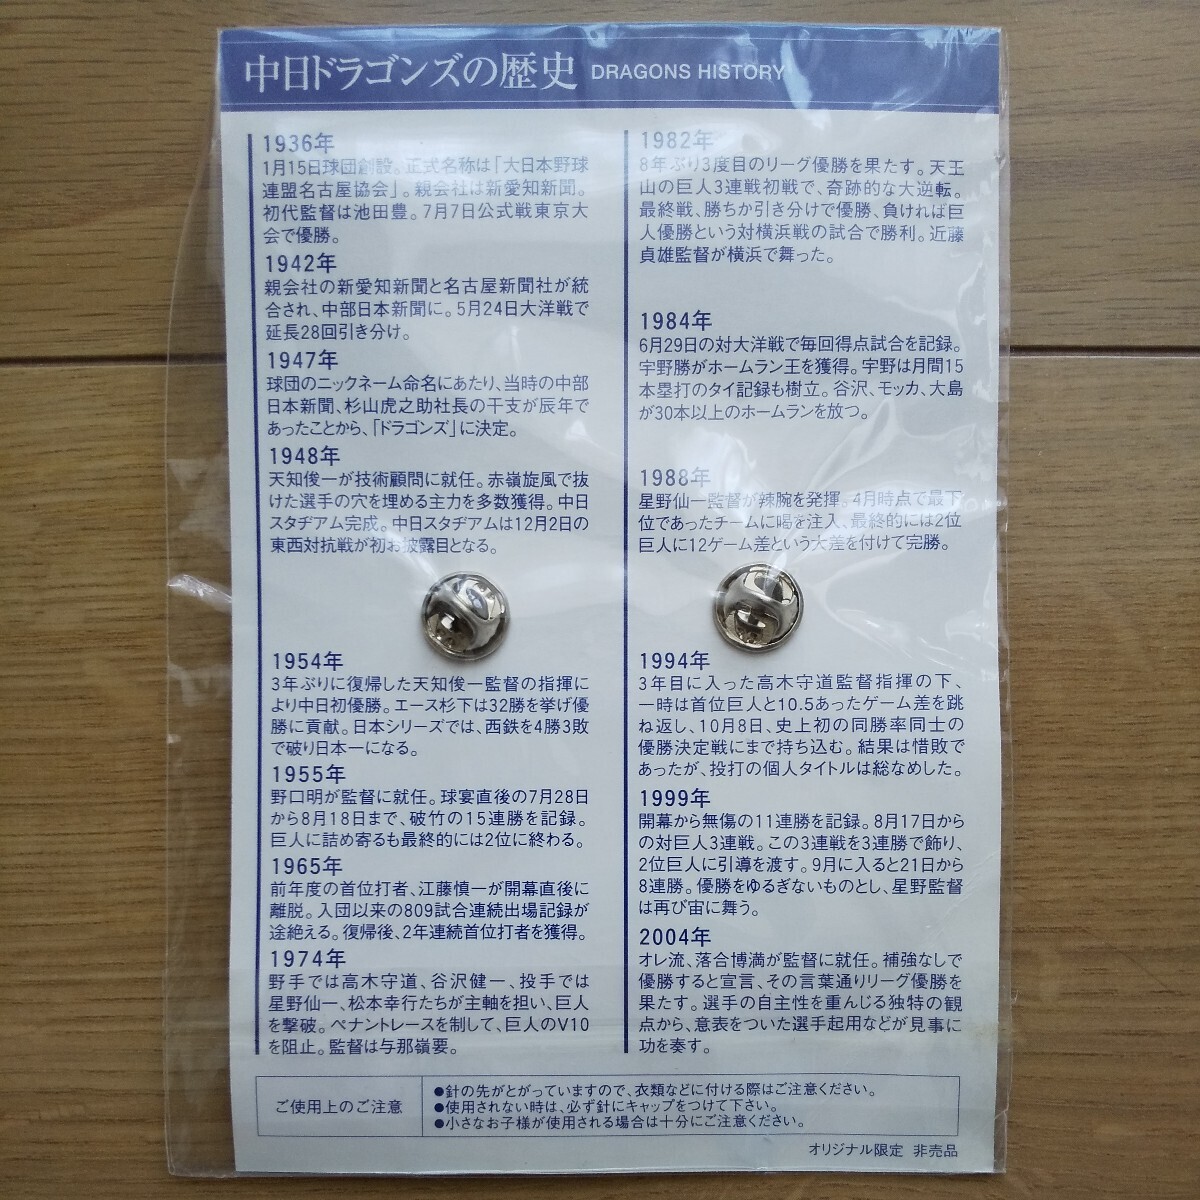 中日ドラゴンズの歴史 DRAGONS HISTORY
1936年
1月15日球団創設。正式名称は「大日本野球
連盟名古屋協会」。親会社は新愛知新聞。
初代監督は池田豊。7月7日公式戦東京大
会で優勝。
1942年
親会社の新愛知新聞と名古屋新聞社が統
合され、中部日本新聞に。5月24日大洋戦で
延長28回引き分け。
1947年
球団のニックネーム命名にあたり、当時の中部
日本新聞、杉山虎之助社長の干支が辰年で
あったことから、「ドラゴンズ」に決定。
1948年
天知俊一が技術顧問に就任。赤嶺旋風で抜
けた選手の穴を埋める主力を多数獲得。中日
スタヂアム完成。中日スタヂアムは12月2日の
東西対抗戦が初お披露目となる。
1954年
3年ぶりに復帰した天知俊一監督の指揮に
より中日初優勝。エース杉下は32勝を挙げ優
勝に貢献。日本シリーズでは、西鉄を4勝3敗
で破り日本一になる。
1955年
野口明が監督に就任。球宴直後の7月28日
から8月18日まで、破竹の15連勝を記録。
巨人に詰め寄るも最終的には2位に終わる。
1965年
前年度の首位打者、江藤慎一が開幕直後に
離脱。入団以来の809試合連続出場記録が
途絶える。復帰後、2年連続首位打者を獲得。
1974年
野手では高木守道、谷沢健一、投手では
星野仙一、松本幸行たちが主軸を担い、巨人
を撃破。ペナントレースを制して、巨人のV10
を阻止。監督は与那嶺要。
1982年
8年ぶり3度目のリーグ優勝を果たす。天王
山の巨人3連戦初戦で、奇跡的な大逆転。
最終戦、勝ちか引き分けで優勝、負ければ巨
人優勝という対横浜戦の試合で勝利。近藤
貞雄監督が横浜で舞った。
1984年
6月29日の対大洋戦で毎回得点試合を記録。
宇野勝がホームラン王を獲得。宇野は月間15
本塁打のタイ記録も樹立。谷沢、モッカ、大島
が30本以上のホームランを放つ。
1988年
星野仙一監督が辣腕を発揮。4月時点で最下
位であったチームに喝を注入、最終的には2位
巨人に12ゲーム差という大差を付けて完勝。
1994年
3年目に入った高木守道監督指揮の下、
一時は首位巨人と10.5あったゲーム差を跳
ね返し、10月8日、史上初の同勝率同士の
優勝決定戦にまで持ち込む。結果は惜敗で
あったが、投打の個人タイトルは総なめした。
1999年
開幕から無傷の11連勝を記録。8月17日から
の対巨人3連戦。この3連戦を3連勝で飾り、
2位巨人に引導を渡す。9月に入ると21日から
8連勝。優勝をゆるぎないものとし、星野監督
は再び宙に舞う。
2004年
オレ流、落合博満が監督に就任。補強なしで
優勝すると宣言、その言葉通りリーグ優勝を
果たす。選手の自主性を重んじる独特の観
点から、意表をついた選手起用などが見事に
功を奏す。
ご使用上のご注意
●針の先がとがっていますので、衣類などに付ける際はご注意ください。
●使用されない時は、必ず針にキャップをつけて下さい。
●小さなお子様が使用される場合は十分にご注意ください。
オリジナル限定 非売品